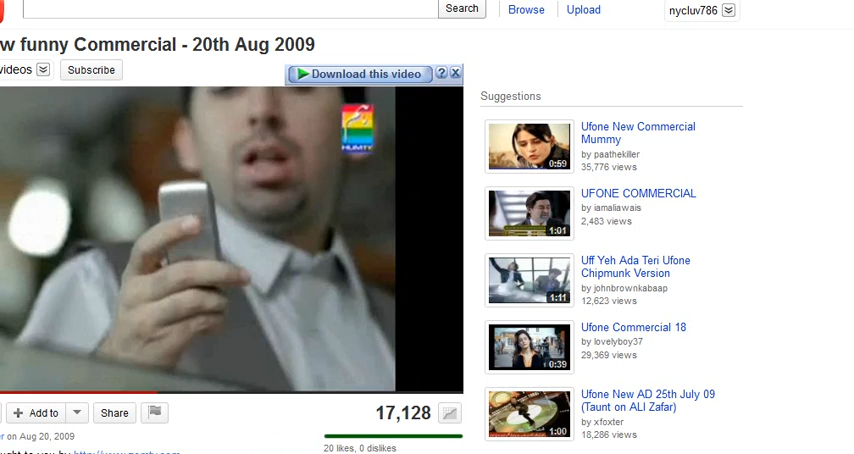 Search
Browse
Upload
nycluv786
w funny Commercial - 20th Aug 2009
videos
Subscribe
Download this video
HUMTV
Suggestions
0:59
Ufone New Commercial
Mummy
by paathekiller
35,776 views
1:01
UFONE COMMERCIAL
by iamaliawais
2,483 views
1:11
Uff Yeh Ada Teri Ufone
Chipmunk Version
by johnbrownkabaap
12,623 views
0:39
Ufone Commercial 18
by lovelyboy37
29,369 views
1:00
Ufone New AD 25th July 09
(Taunt on ALI Zafar)
by xfoxter
18,286 views
+ Add to
Share
17,128
r on Aug 20, 2009
20 likes, 0 dislikes